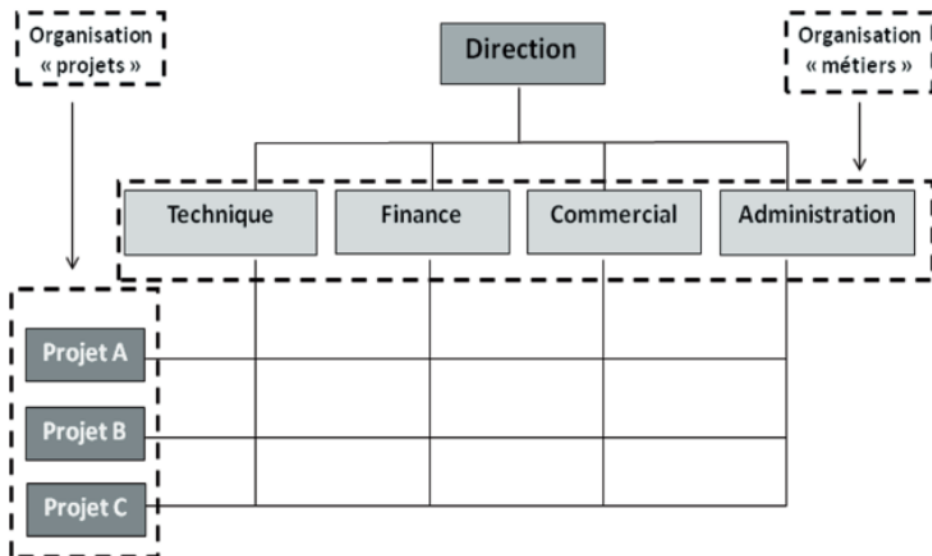 Organisation
« projets »
Direction
Organisation
« métiers »
Technique
Finance
Commercial
Administration
Projet A
Projet B
Projet C